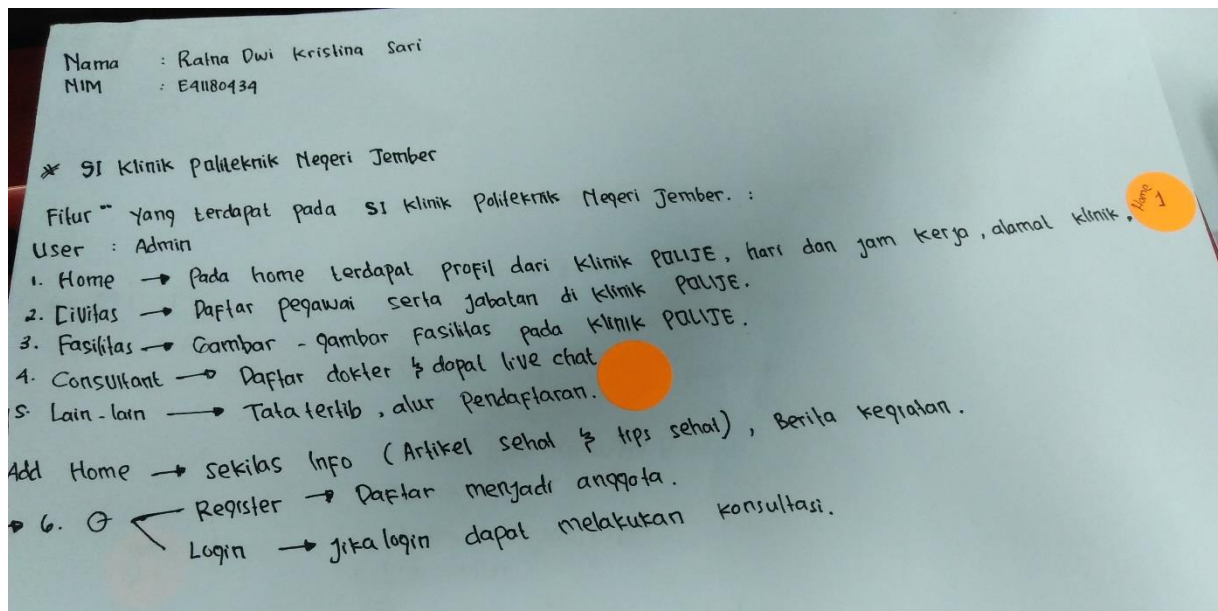 Nama : Ratna Dwi Kristina Sari
NIM : E41180434
* SI Klinik Politeknik Negeri Jember
Fitur" yang terdapat pada SI Klinik Politeknik Negeri Jember. :
User : Admin
1. Home → Pada home terdapat profil dari Klinik POLIJE, hari dan jam kerja, alamat klinik, Home 1
2. Civitas → Daftar pegawai serta jabatan di klinik POLIJE.
3. Fasilitas → Gambar - gambar Fasilitas pada Klinik POLIJE.
4. Consultant → Daftar dokter & dapat live chat
5. Lain - lain → Tata tertib, alur Pendaftaran.
Add Home → sekilas Info (Artikel sehat & tips sehat), Berita kegiatan.
→ 6. Register → Daftar menjadi anggota.
Login → jika login dapat melakukan konsultasi.